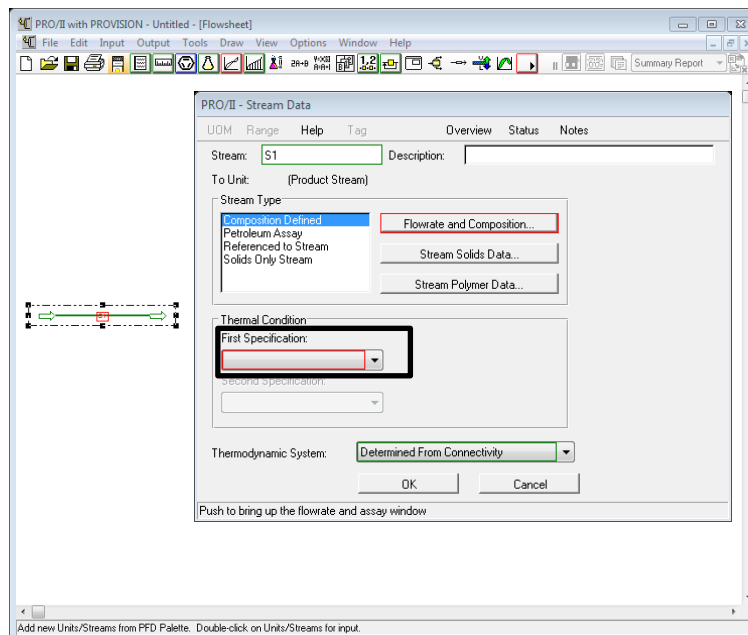 PRO/II with PROVISION - Untitled - [Flowsheet]
File Edit Input Output Tools Draw View Options Window Help
Summary Report
PRO/II - Stream Data
UOM Range Help Tag Overview Status Notes
Stream: S1 Description:
To Unit: (Product Stream)
Stream Type
Composition Defined
Petroleum Assay
Referenced to Stream
Solids Only Stream
Flowrate and Composition...
Stream Solids Data...
Stream Polymer Data...
S1
Thermal Condition
First Specification:
Second Specification:
Thermodynamic System: Determined From Connectivity
OK Cancel
Push to bring up the flowrate and assay window
Add new Units/Streams from PFD Palette. Double-click on Units/Streams for input.